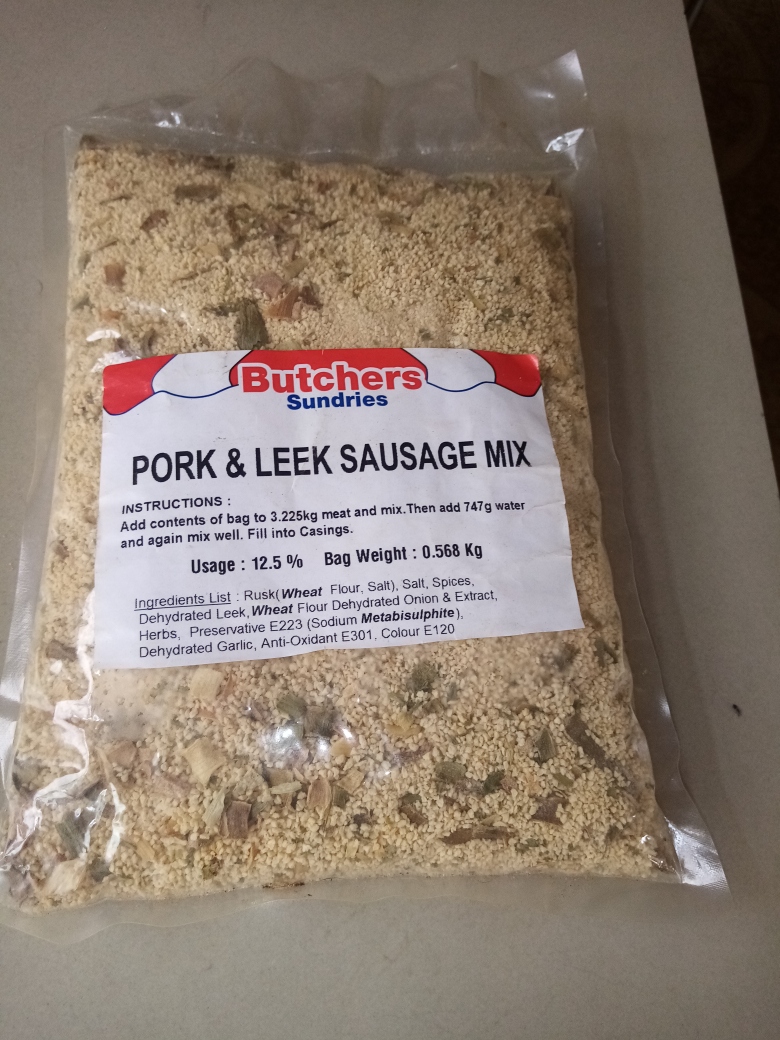 Butchers
Sundries
PORK & LEEK SAUSAGE MIX
INSTRUCTIONS :
Add contents of bag to 3.225kg meat and mix.Then add 747g water
and again mix well. Fill into Casings.
Usage : 12.5 % Bag Weight : 0.568 Kg
Ingredients List : Rusk(Wheat Flour, Salt), Salt, Spices,
Dehydrated Leek, Wheat Flour Dehydrated Onion & Extract,
Herbs, Preservative E223 (Sodium Metabisulphite),
Dehydrated Garlic, Anti-Oxidant E301, Colour E120